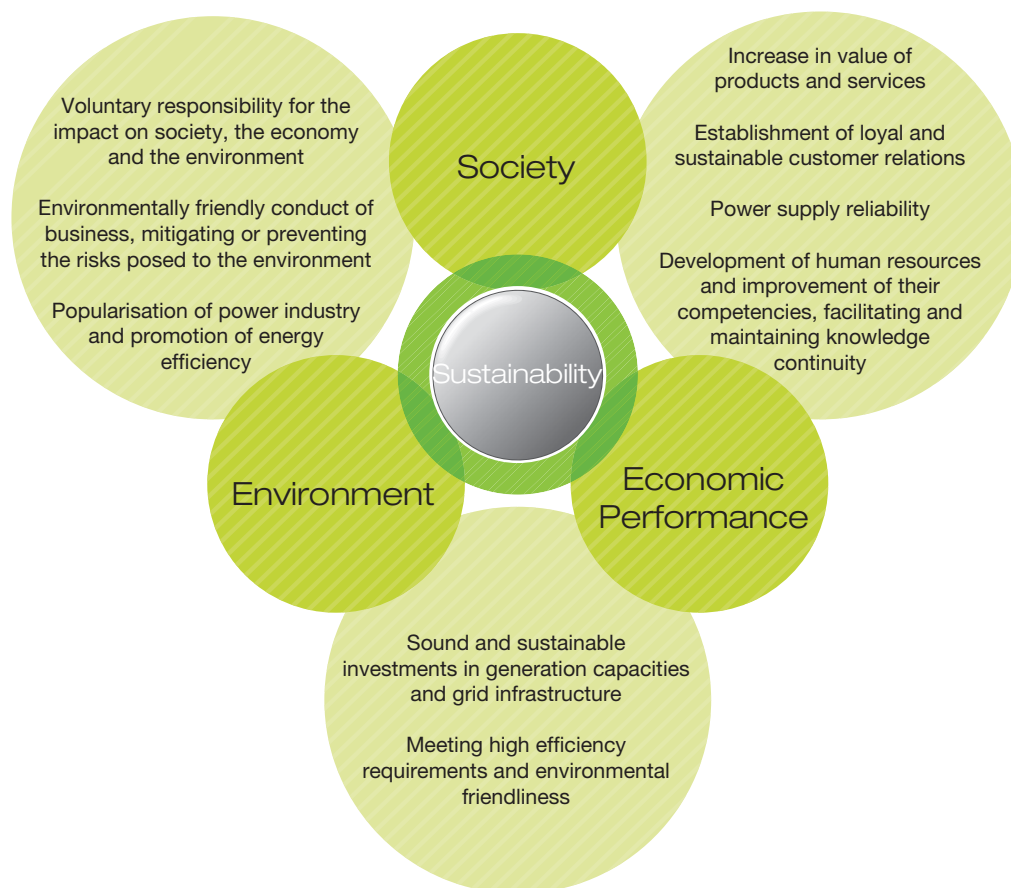 Voluntary responsibility for the
impact on society, the economy
and the environment
Environmentally friendly conduct of
business, mitigating or preventing
the risks posed to the environment
Popularisation of power industry
and promotion of energy
efficiency
Society
Increase in value of
products and services
Establishment of loyal and
sustainable customer relations
Power supply reliability
Development of human resources
and improvement of their
competencies, facilitating and
maintaining knowledge
continuity
Sustainability
Environment
Economic
Performance
Sound and sustainable
investments in generation capacities
and grid infrastructure
Meeting high efficiency
requirements and environmental
friendliness